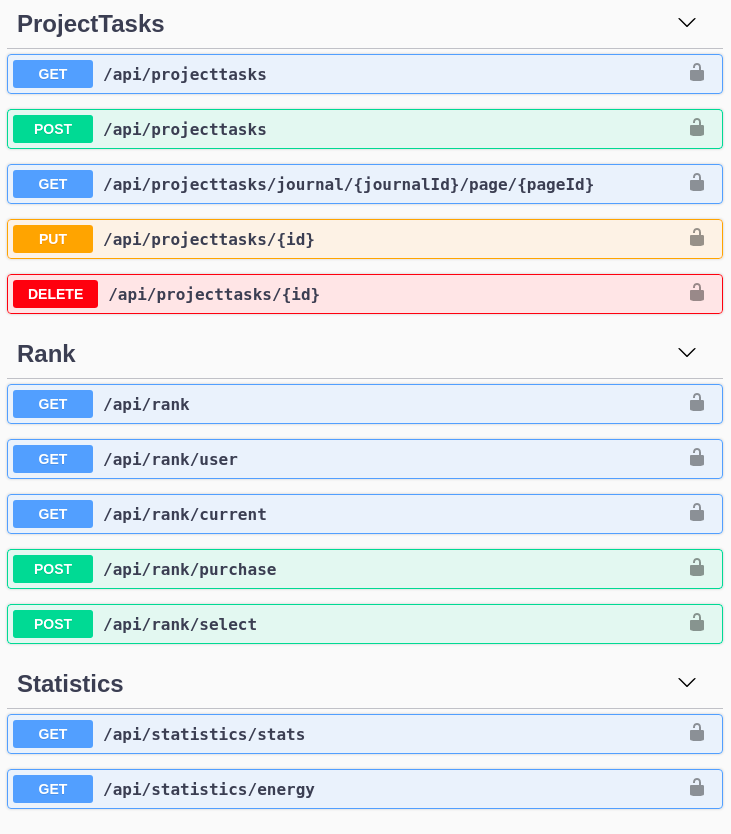 ProjectTasks
GET /api/projecttasks
POST /api/projecttasks
GET /api/projecttasks/journal/{journalId}/page/{pageId}
PUT /api/projecttasks/{id}
DELETE /api/projecttasks/{id}
Rank
GET /api/rank
GET /api/rank/user
GET /api/rank/current
POST /api/rank/purchase
POST /api/rank/select
Statistics
GET /api/statistics/stats
GET /api/statistics/energy